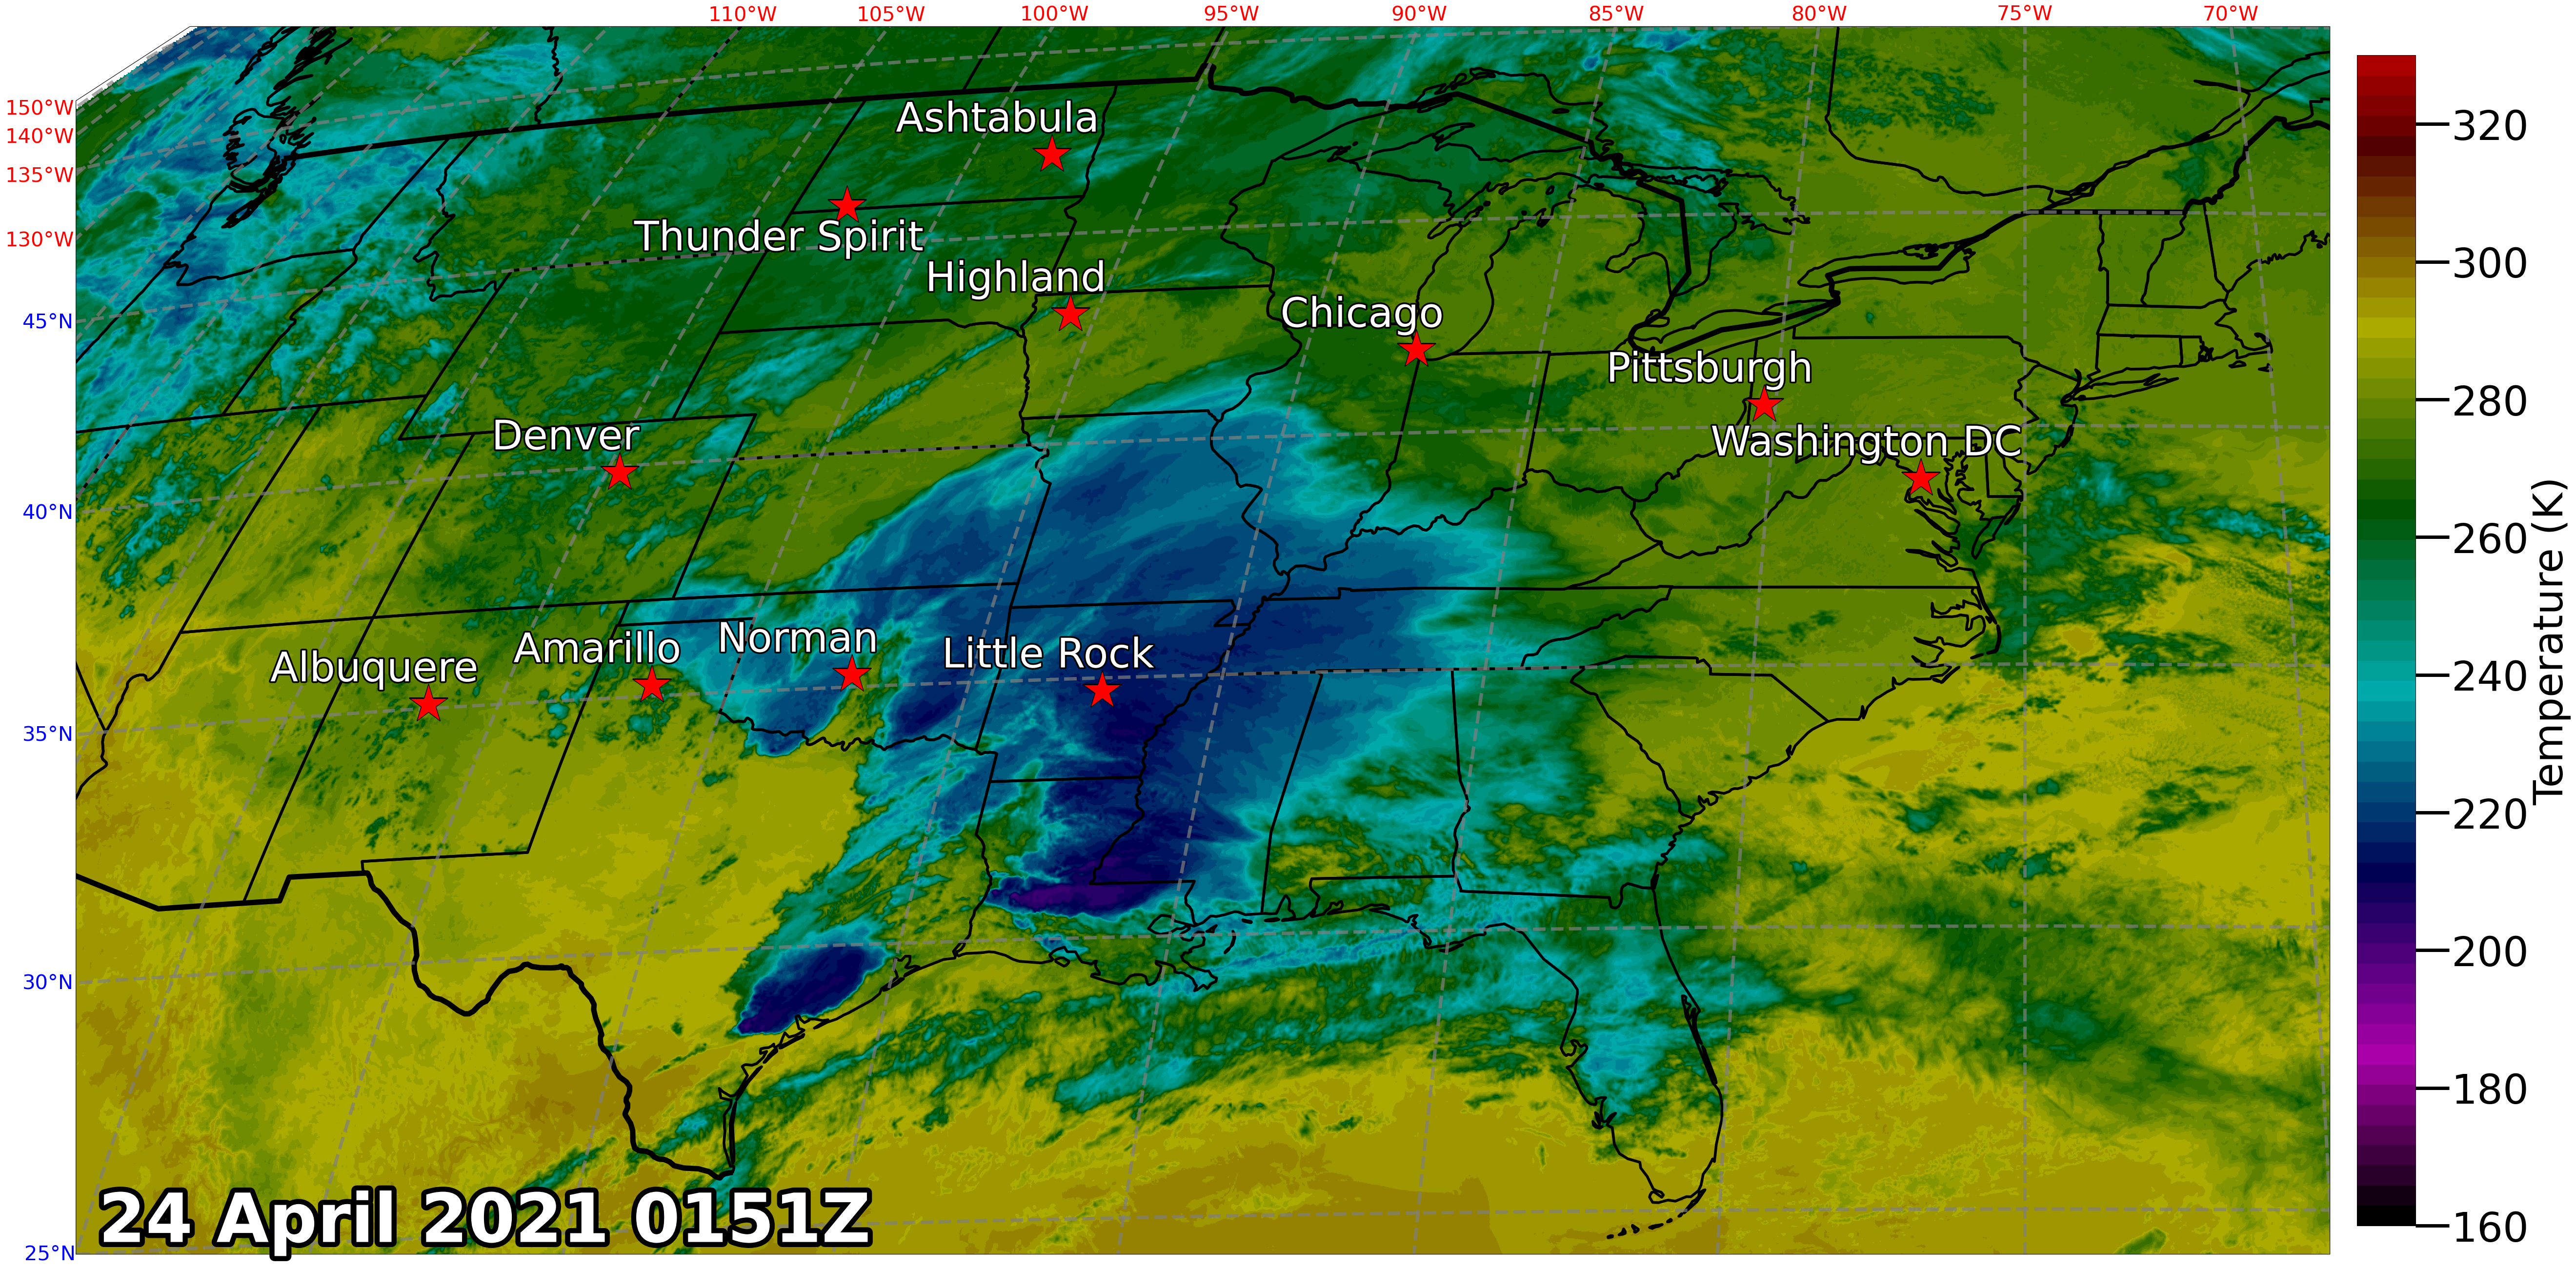 110°W 105°W 100°W 95°W 90°W 85°W 80°W 75°W 70°W
150°W
140°W
135°W
130°W
45°N
40°N
35°N
30°N
25°N
Ashtabula
Thunder Spirit
Highland
Chicago
Pittsburgh
Denver
Washington DC
Albuquere
Amarillo
Norman
Little Rock
24 April 2021 0151Z
320
300
280
260
240
220
200
180
160
Temperature (K)